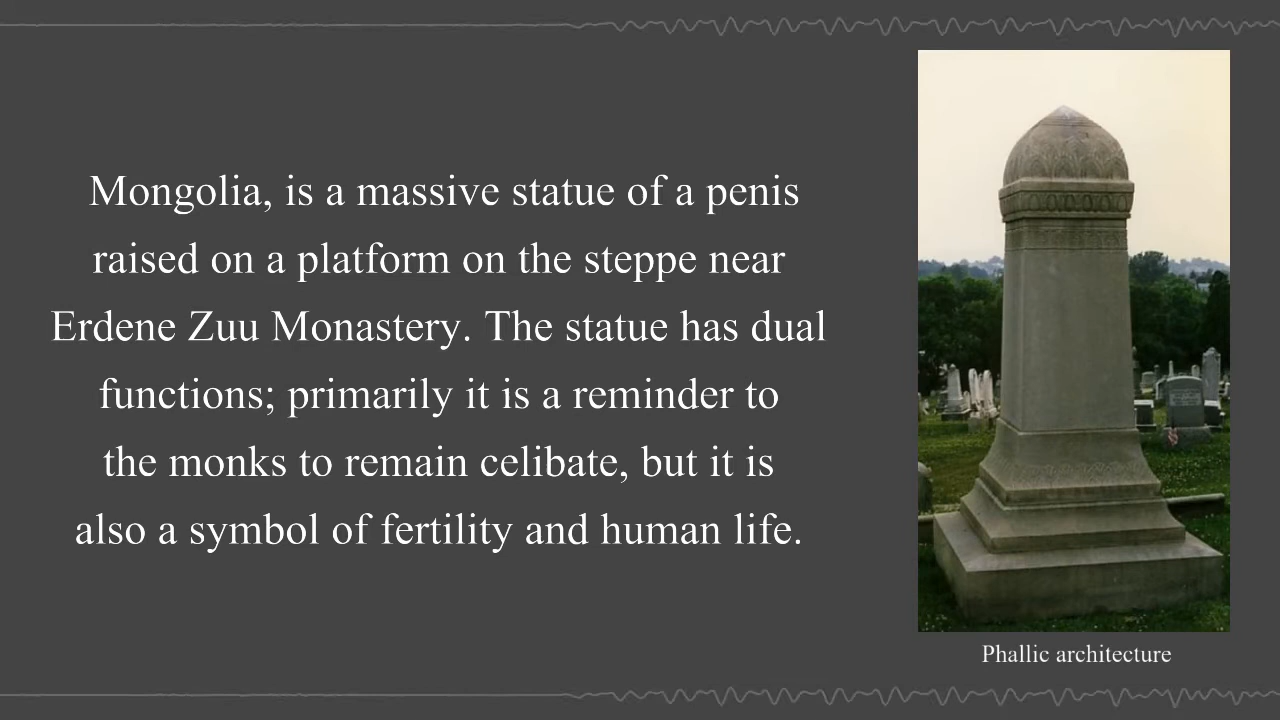 Mongolia, is a massive statue of a penis
raised on a platform on the steppe near
Erdene Zuu Monastery. The statue has dual
functions; primarily it is a reminder to
the monks to remain celibate, but it is
also a symbol of fertility and human life.
Phallic architecture